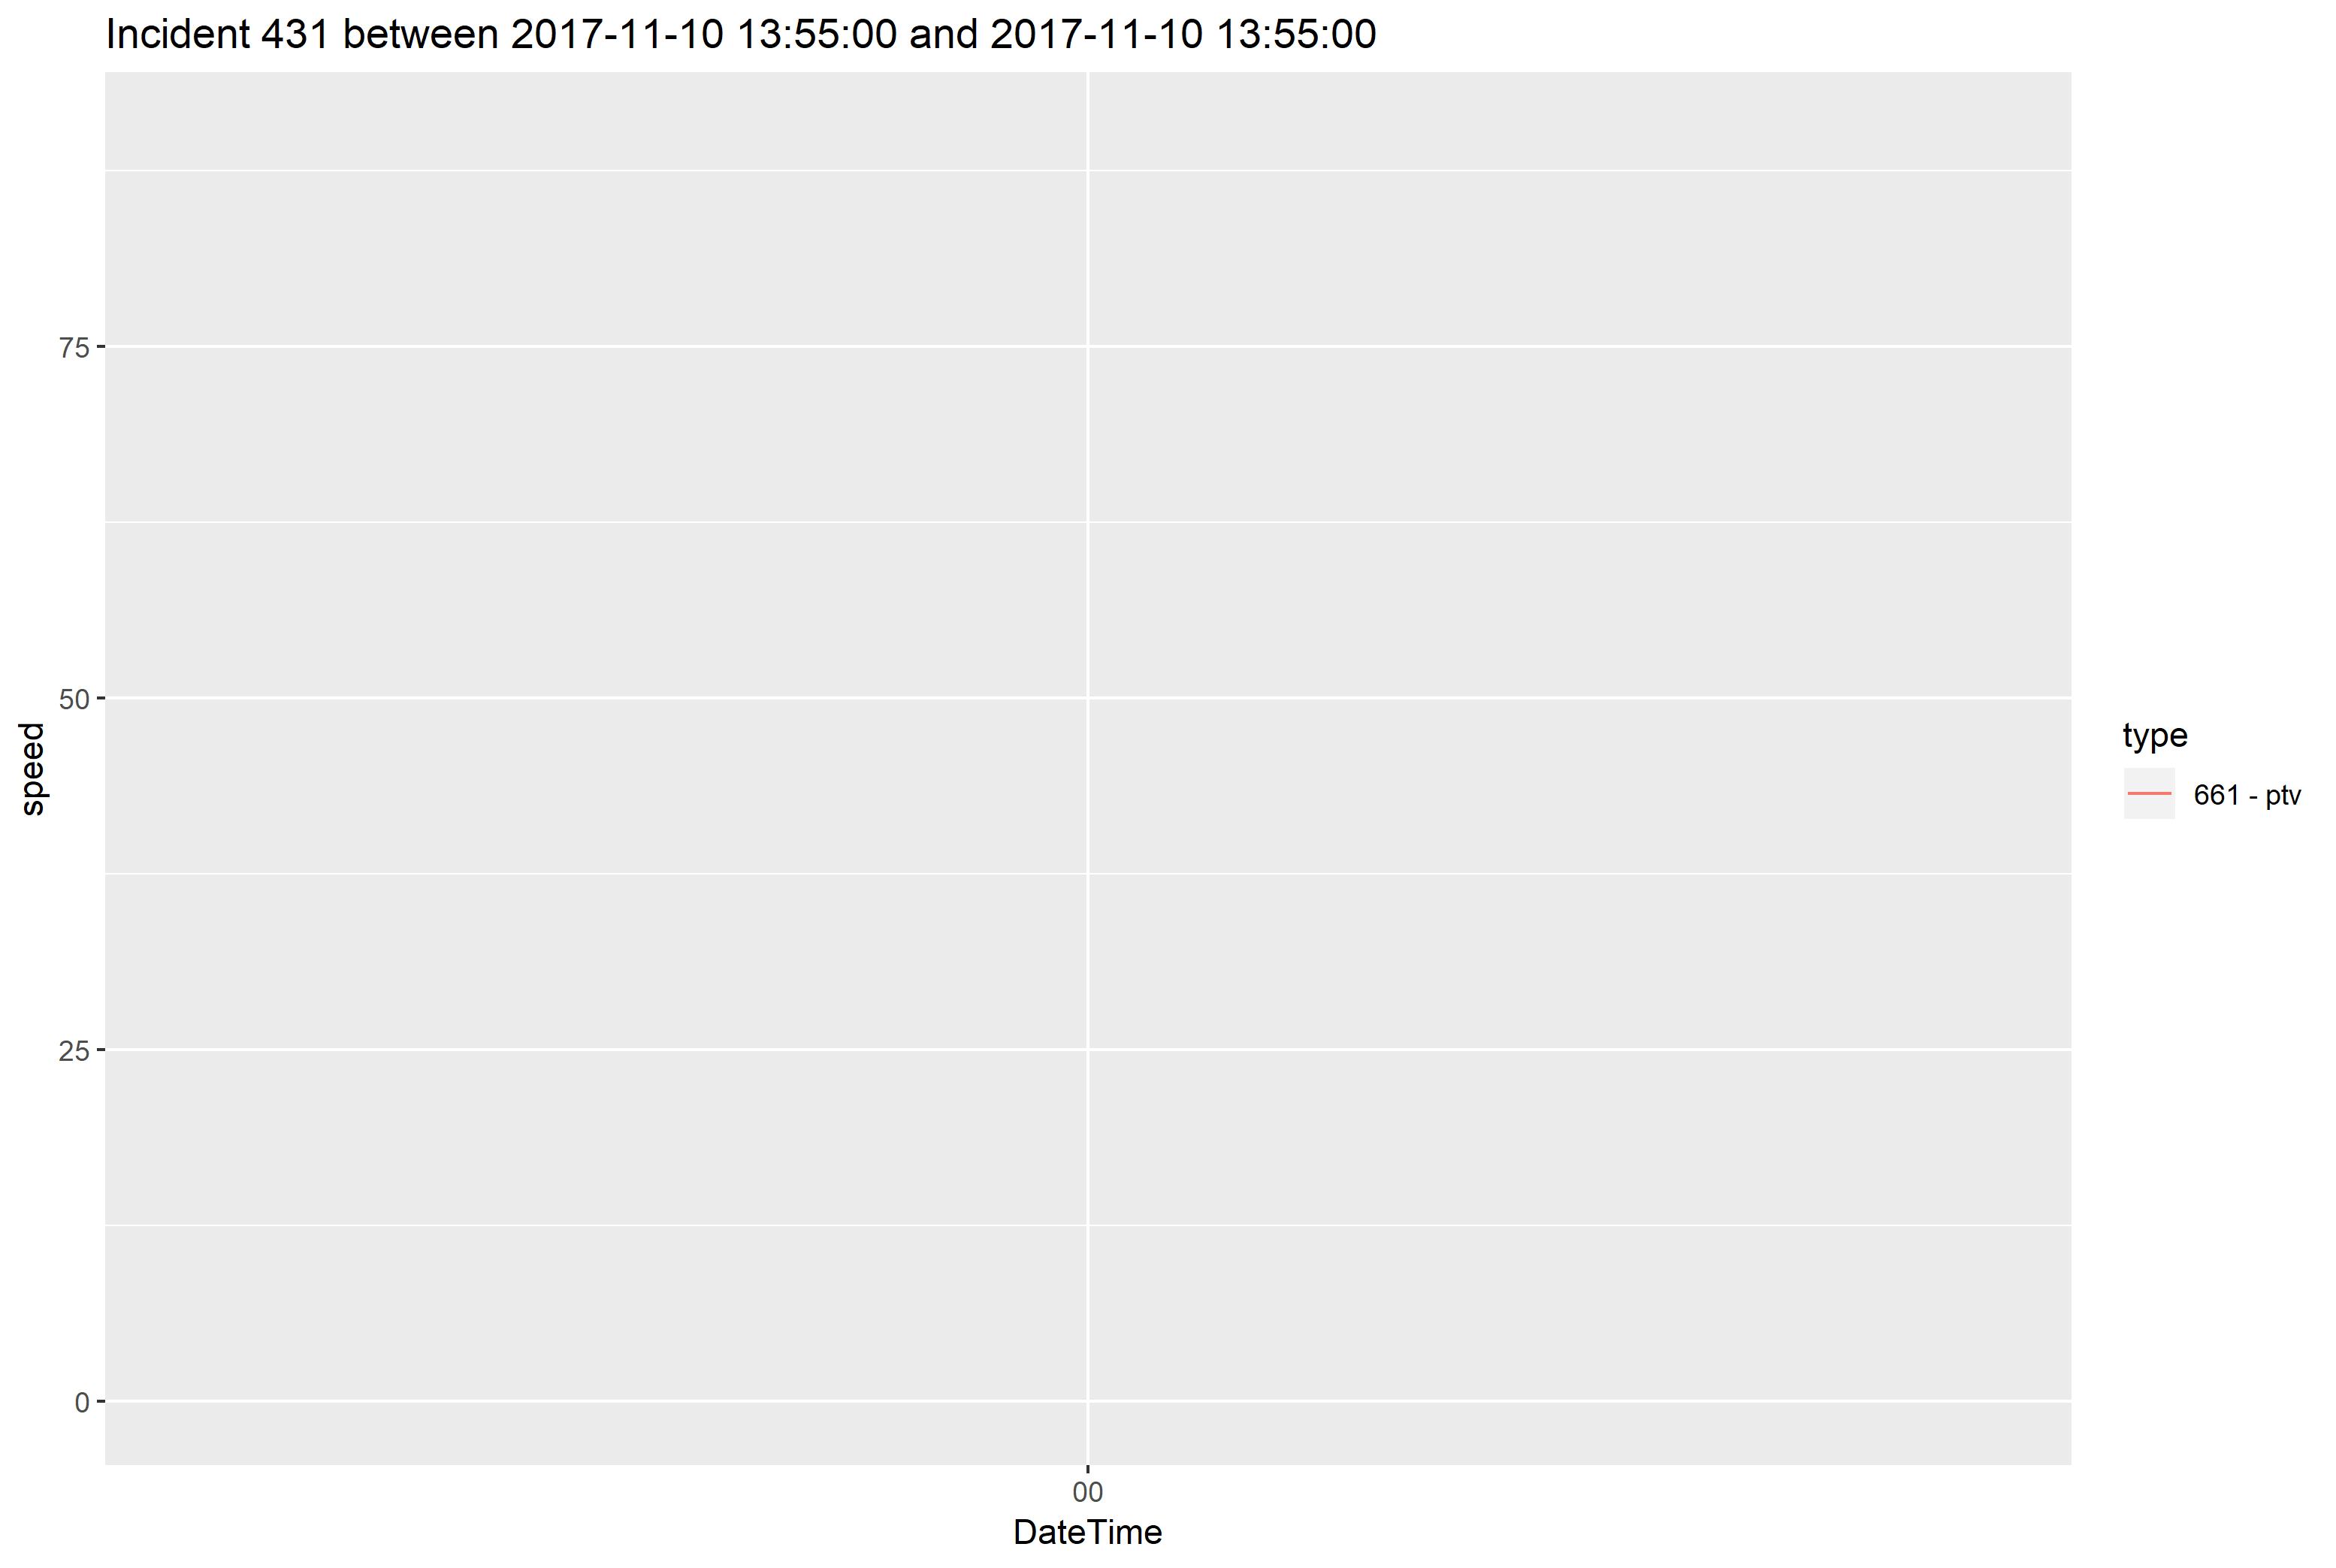 Incident 431 between 2017-11-10 13:55:00 and 2017-11-10 13:55:00
75
50
25
0
speed
00
DateTime
type
661 - ptv